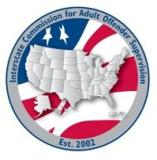 Interstate Commission for Adult Offender Supervision
Est. 2002